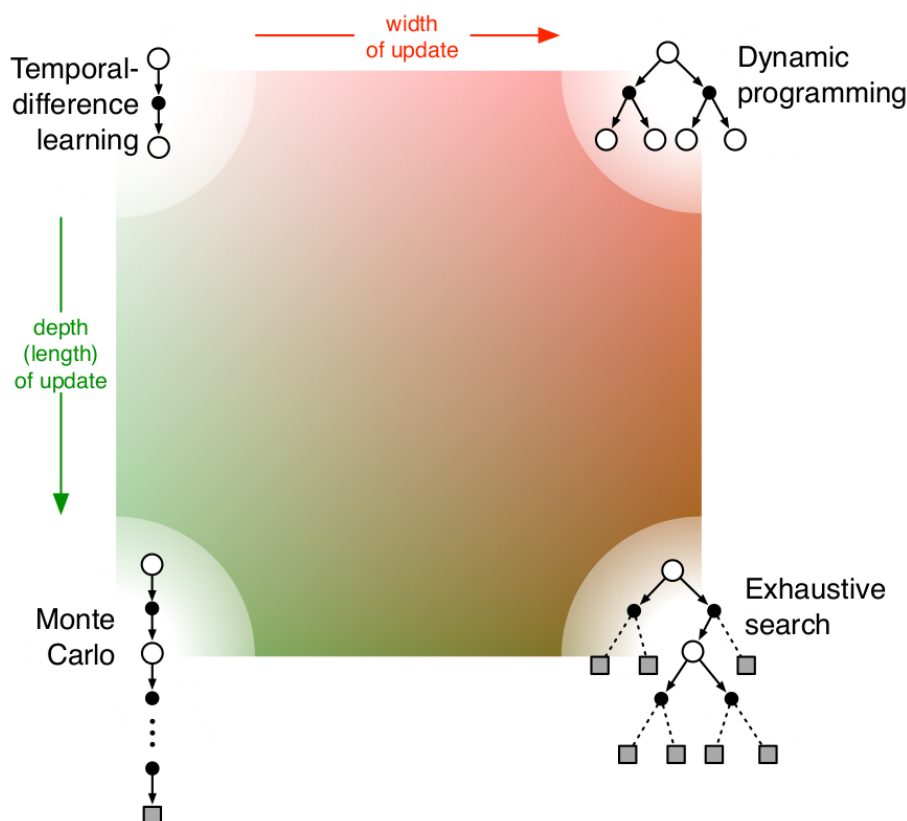 width
of update
Temporal-
difference
learning
Dynamic
programming
depth
(length)
of update
Monte
Carlo
Exhaustive
search